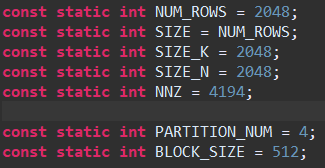 const static int NUM_ROWS = 2048;
const static int SIZE = NUM_ROWS;
const static int SIZE_K = 2048;
const static int SIZE_N = 2048;
const static int NNZ = 4194;
const static int PARTITION_NUM = 4;
const static int BLOCK_SIZE = 512;